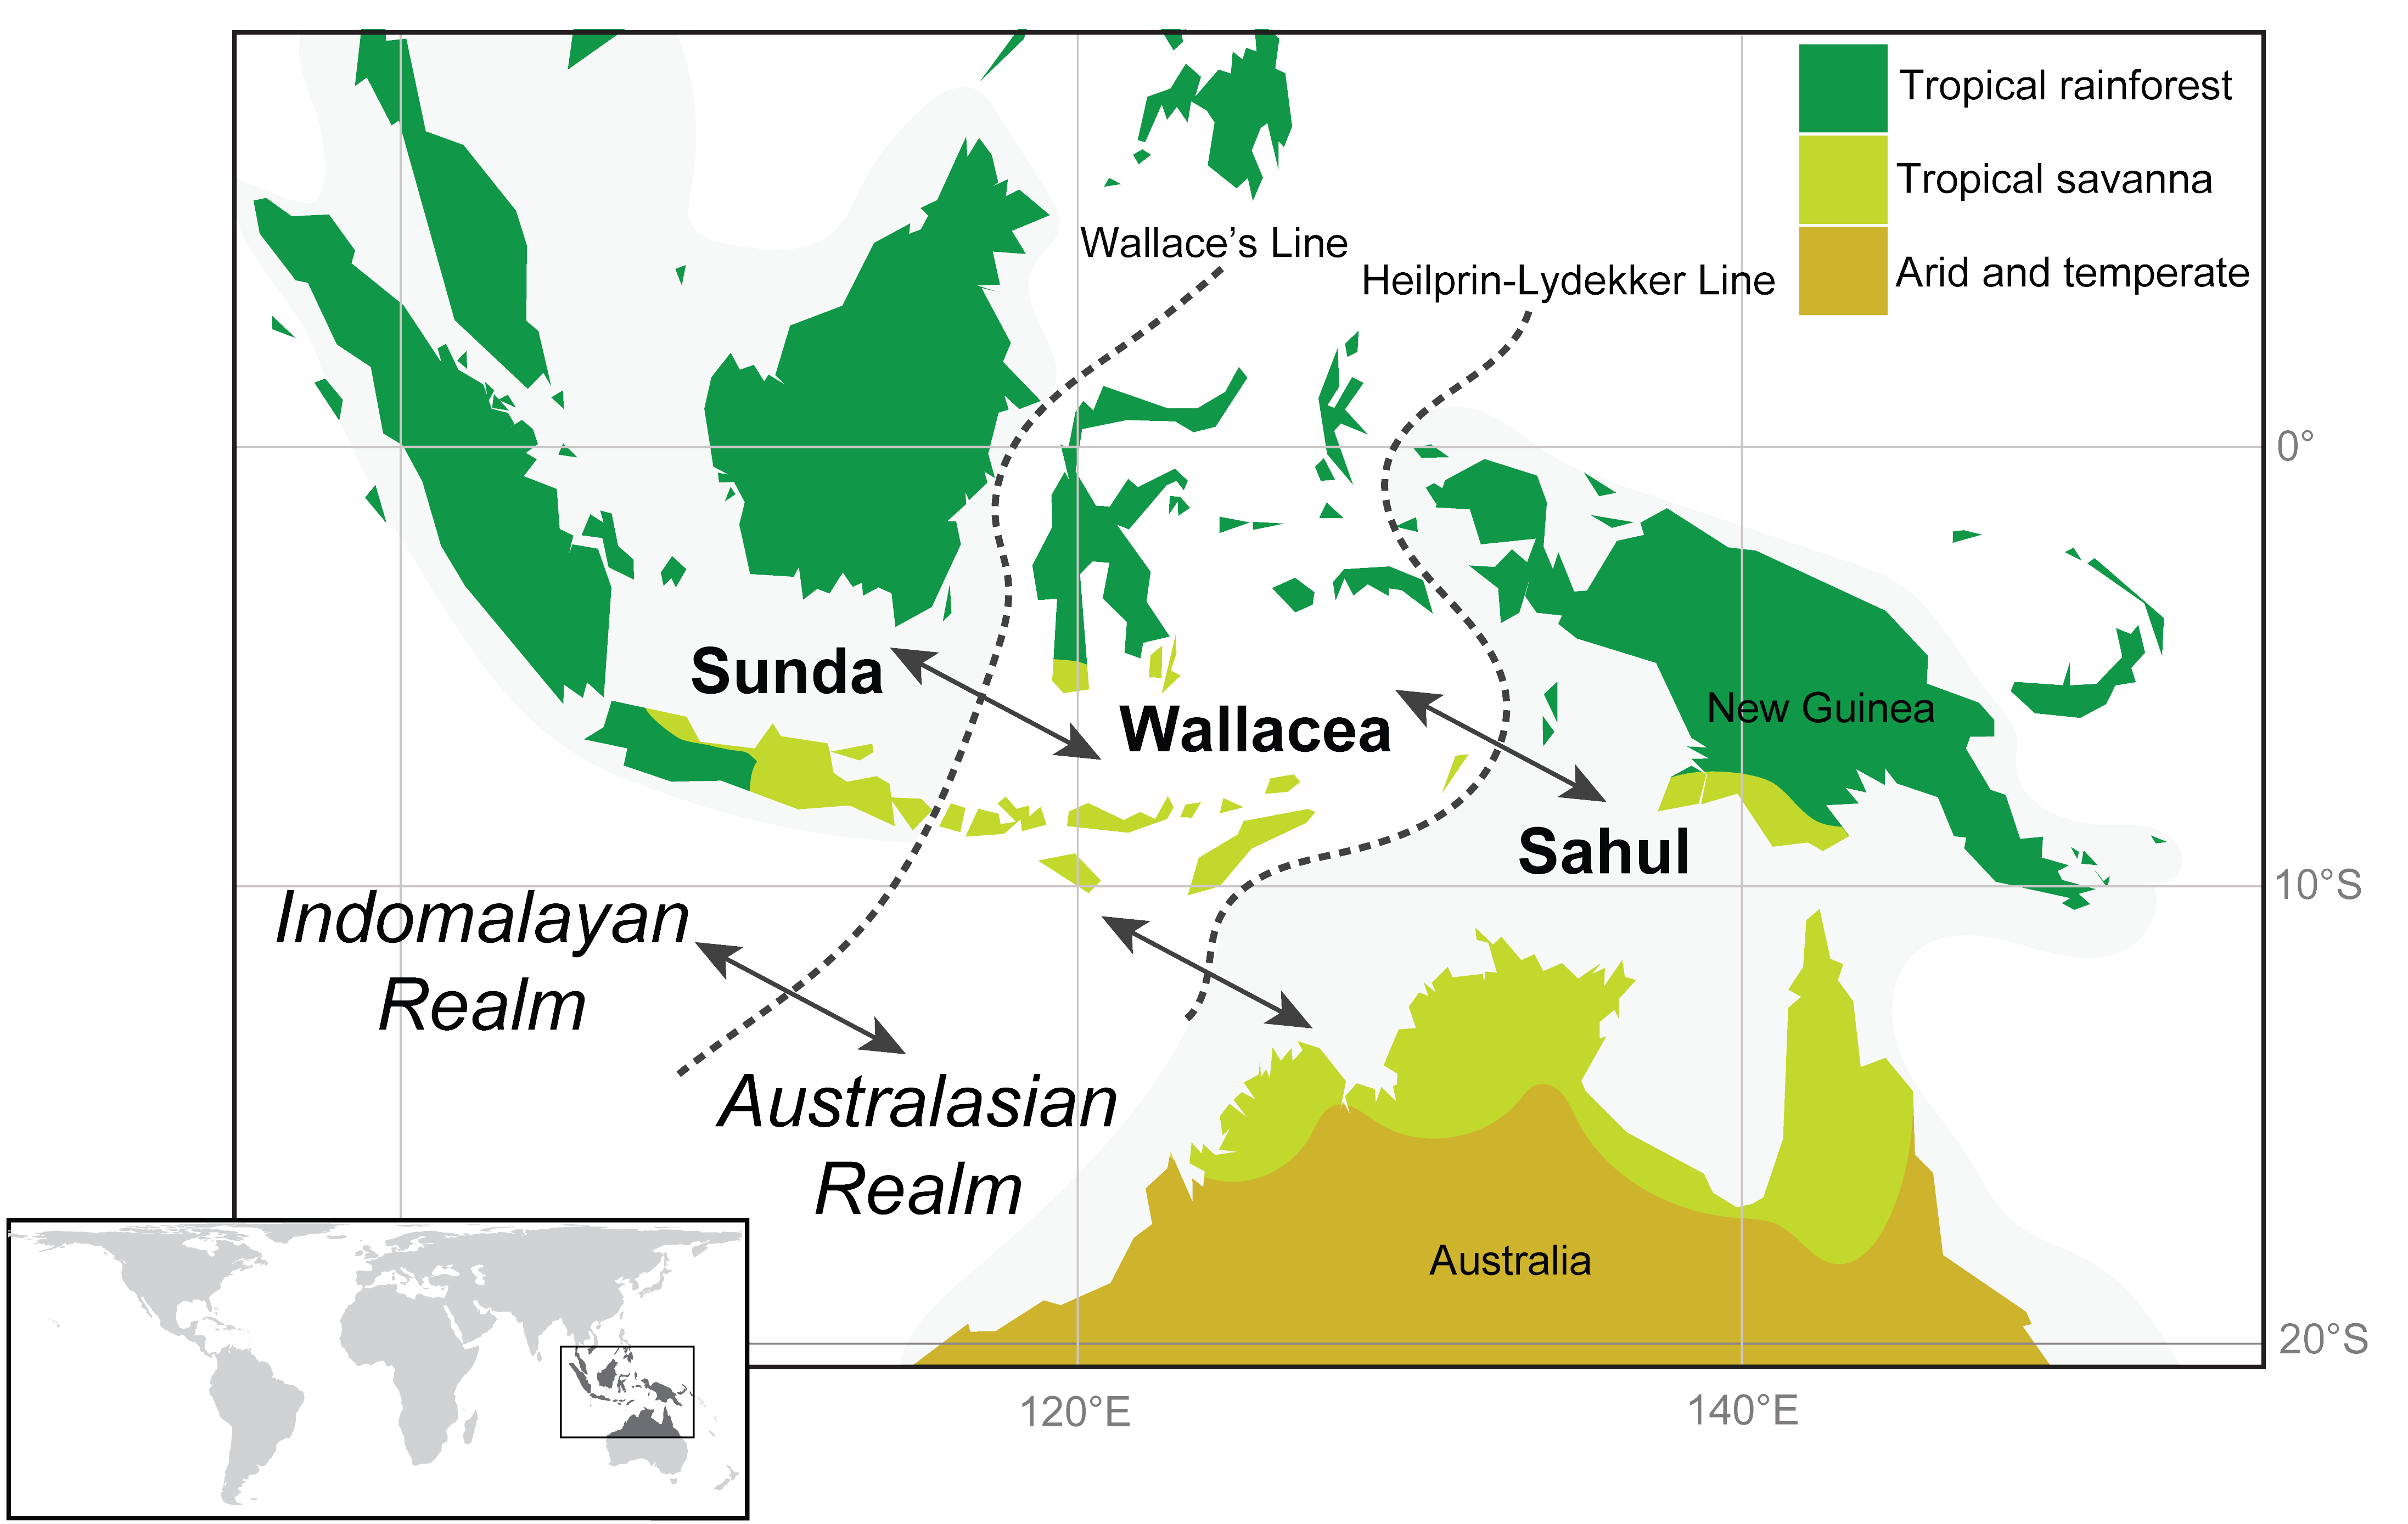 Tropical rainforest
Tropical savanna
Arid and temperate
Wallace’s Line
Heilprin-Lydekker Line
0°
Sunda
Wallacea
New Guinea
Sahul
10°S
Indomalayan
Realm
Australasian
Realm
Australia
20°S
120°E
140°E